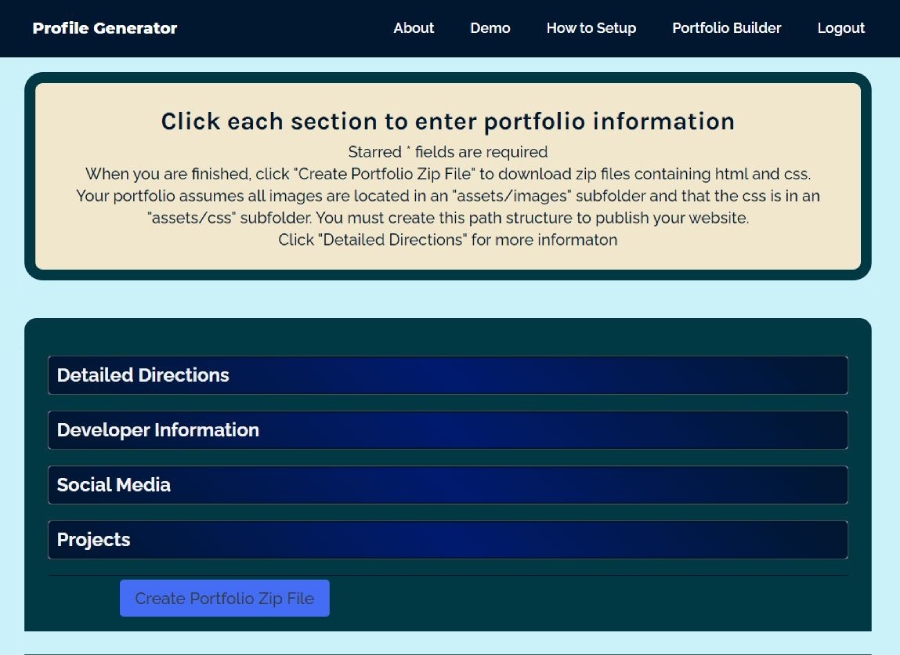 Profile Generator About Demo How to Setup Portfolio Builder Logout
Click each section to enter portfolio information
Starred * fields are required
When you are finished, click "Create Portfolio Zip File" to download zip files containing html and css.
Your portfolio assumes all images are located in an "assets/images" subfolder and that the css is in an
"assets/css" subfolder. You must create this path structure to publish your website.
Click "Detailed Directions" for more informaton
Detailed Directions
Developer Information
Social Media
Projects
Create Portfolio Zip File